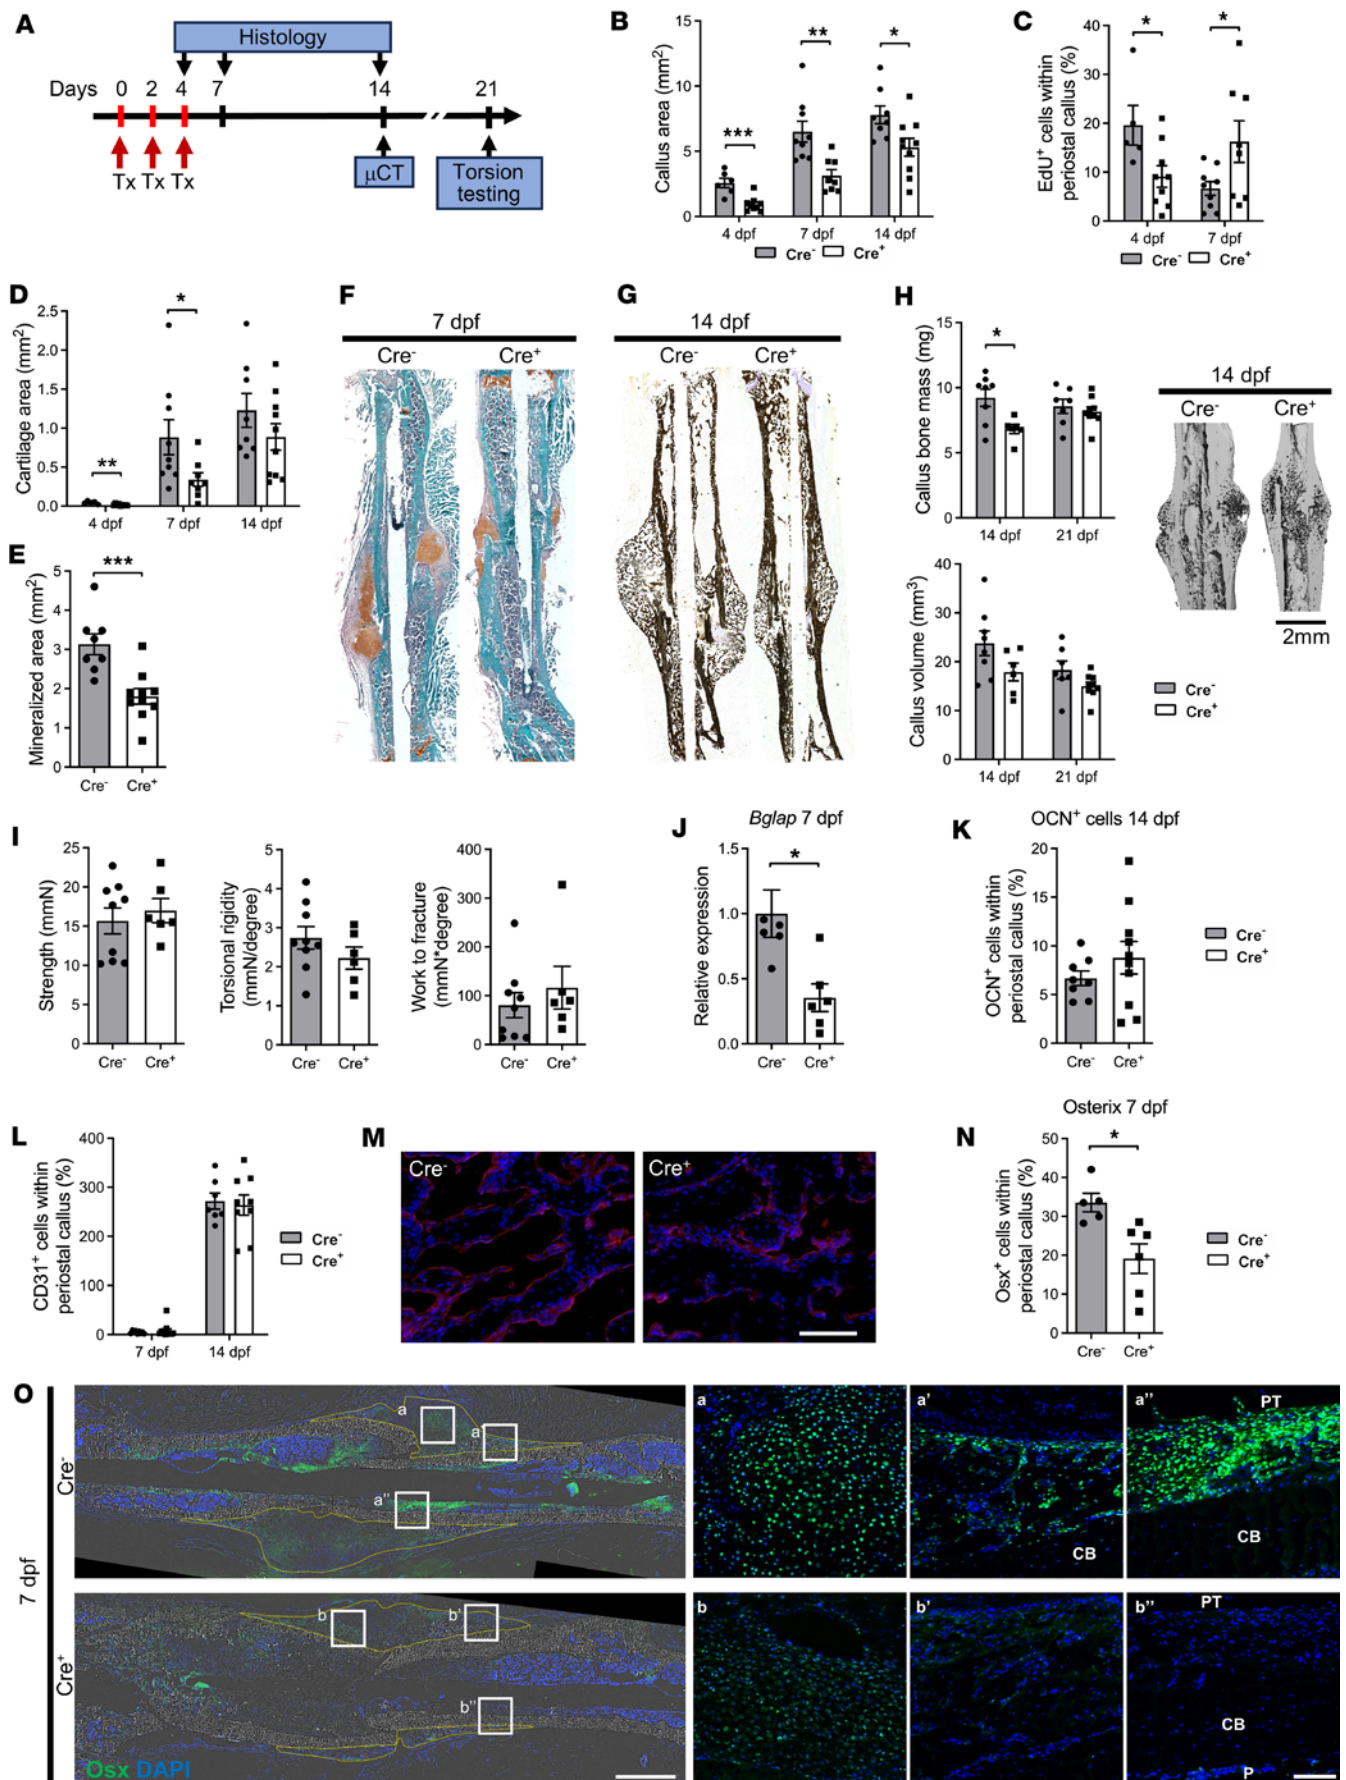 A
Histology
Days 0 2 4 7 14 21
Tx Tx Tx
µCT
Torsion
testing
B
Callus area (mm²)
15
10
5
0
***
**
*
4 dpf 7 dpf 14 dpf
Cre⁻ Cre⁺
C
EdU⁺ cells within
periostal callus (%)
40
30
20
10
0
* *
4 dpf 7 dpf
Cre⁻ Cre⁺
D
Cartilage area (mm²)
2.5
2.0
1.5
1.0
0.5
0.0
**
*
4 dpf 7 dpf 14 dpf
E
Mineralized area (mm²)
5
4
3
2
1
0
***
Cre⁻ Cre⁺
F
7 dpf
Cre⁻ Cre⁺
G
14 dpf
Cre⁻ Cre⁺
H
Callus bone mass (mg)
15
10
5
0
*
14 dpf 21 dpf
14 dpf
Cre⁻ Cre⁺
2mm
Callus volume (mm³)
40
30
20
10
0
14 dpf 21 dpf
Cre⁻
Cre⁺
I
Strength (mmN)
25
20
15
10
5
0
Cre⁻ Cre⁺
Torsional rigidity
(mmN/degree)
5
4
3
2
1
0
Cre⁻ Cre⁺
Work to fracture
(mmN*degree)
400
300
200
100
0
Cre⁻ Cre⁺
J
Bglap 7 dpf
Relative expression
1.5
1.0
0.5
0.0
*
Cre⁻ Cre⁺
K
OCN⁺ cells 14 dpf
OCN⁺ cells within
periostal callus (%)
20
15
10
5
0
Cre⁻ Cre⁺
Cre⁻
Cre⁺
L
CD31⁺ cells within
periostal callus (%)
400
300
200
100
0
7 dpf 14 dpf
Cre⁻
Cre⁺
M
Cre⁻ Cre⁺
N
Osterix 7 dpf
Osx⁺ cells within
periostal callus (%)
50
40
30
20
10
0
*
Cre⁻ Cre⁺
Cre⁻
Cre⁺
O
7 dpf
Cre⁻
a
a
a''
a
a'
CB
a''
PT
CB
Cre⁺
b
b'
b''
Osx DAPI
b
b'
b''
PT
CB
P